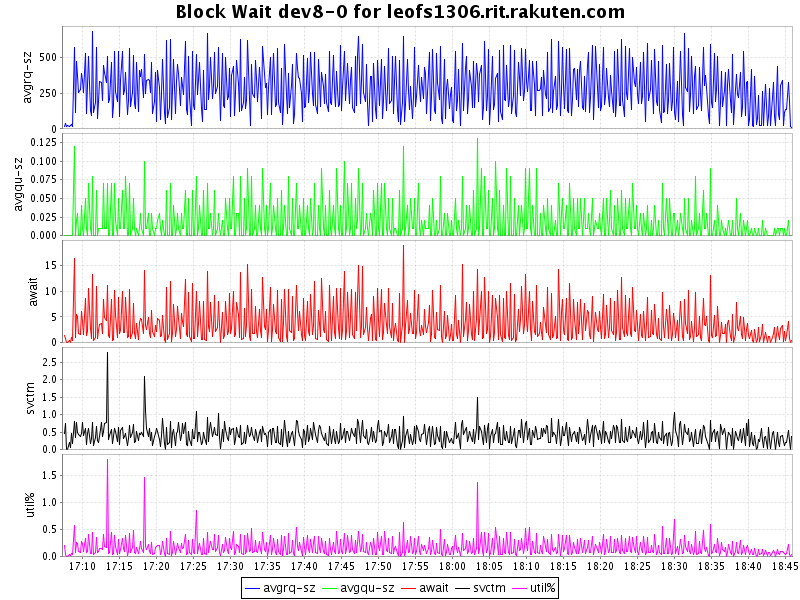 Block Wait dev8-0 for leofs1306.rit.rakuten.com
avgrq-sz
500
250
0
avgqu-sz
0.125
0.100
0.075
0.050
0.025
0.000
await
15
10
5
0
svctm
2.5
2.0
1.5
1.0
0.5
0.0
util%
1.5
1.0
0.5
0.0
17:10 17:15 17:20 17:25 17:30 17:35 17:40 17:45 17:50 17:55 18:00 18:05 18:10 18:15 18:20 18:25 18:30 18:35 18:40 18:45
avgrq-sz avgqu-sz await svctm util%